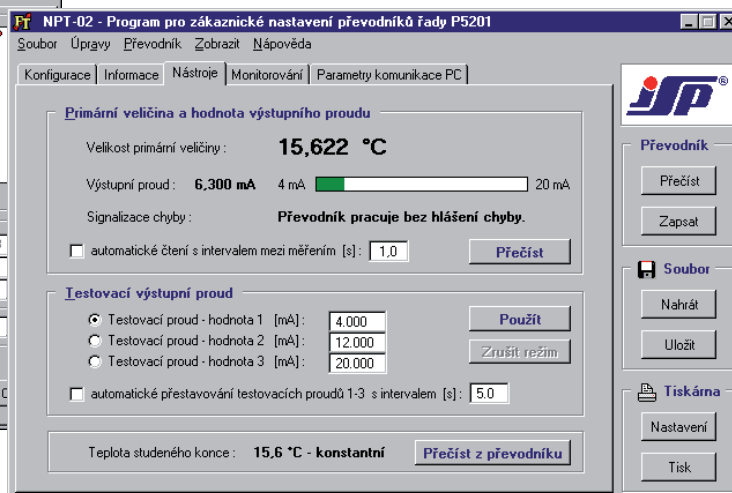 NPT-02 - Program pro zákaznické nastavení převodníků řady P5201
Soubor Úpravy Převodník Zobrazit Nápověda
Konfigurace Informace Nástroje Monitorování Parametry komunikace PC
Primární veličina a hodnota výstupního proudu
Velikost primární veličiny : 15,622 °C
Výstupní proud : 6,300 mA 4 mA 20 mA
Signalizace chyby : Převodník pracuje bez hlášení chyby.
automatické čtení s intervalem mezi měřením [s] : 1,0 Přečíst
Testovací výstupní proud
Testovací proud - hodnota 1 [mA] : 4.000 Použít
Testovací proud - hodnota 2 [mA] : 12.000
Zrušit režim
Testovací proud - hodnota 3 [mA] : 20.000
automatické přestavování testovacích proudů 1-3 s intervalem [s] : 5.0
Teplota studeného konce : 15,6 °C - konstantní Přečíst z převodníku
JSP®
Převodník
Přečíst
Zapsat
Soubor
Nahrát
Uložit
Tiskárna
Nastavení
Tisk